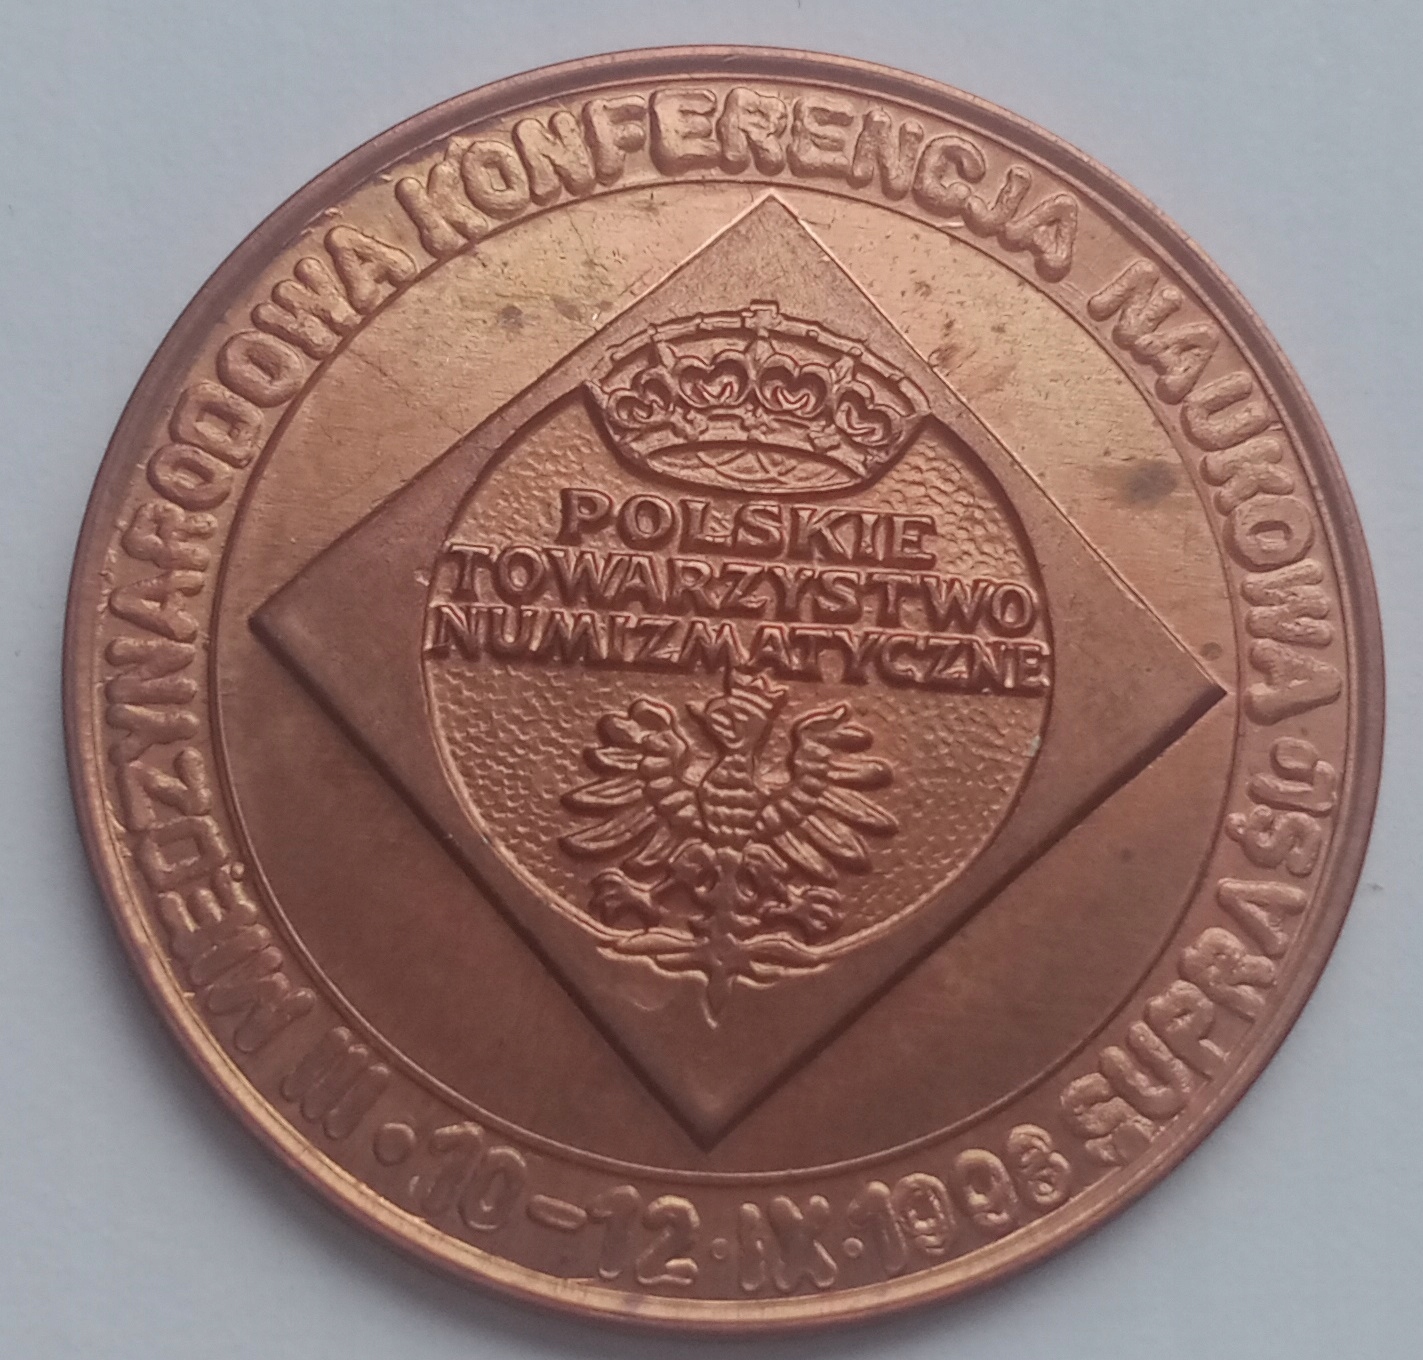 III MIĘDZYNARODOWA KONFERENCJA NAUKOWA
SUPRAŚL
10-12.IX.1998
POLSKIE
TOWARZYSTWO
NUMIZMATYCZNE